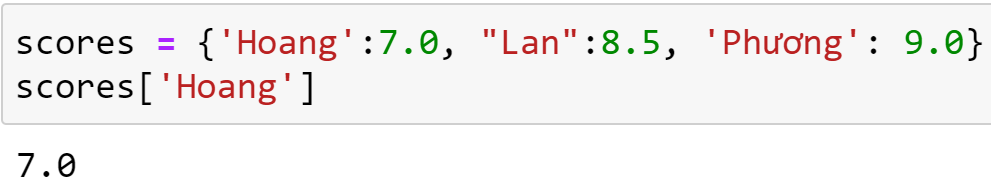 scores = {'Hoang':7.0, "Lan":8.5, 'Phương': 9.0}
scores['Hoang']
7.0